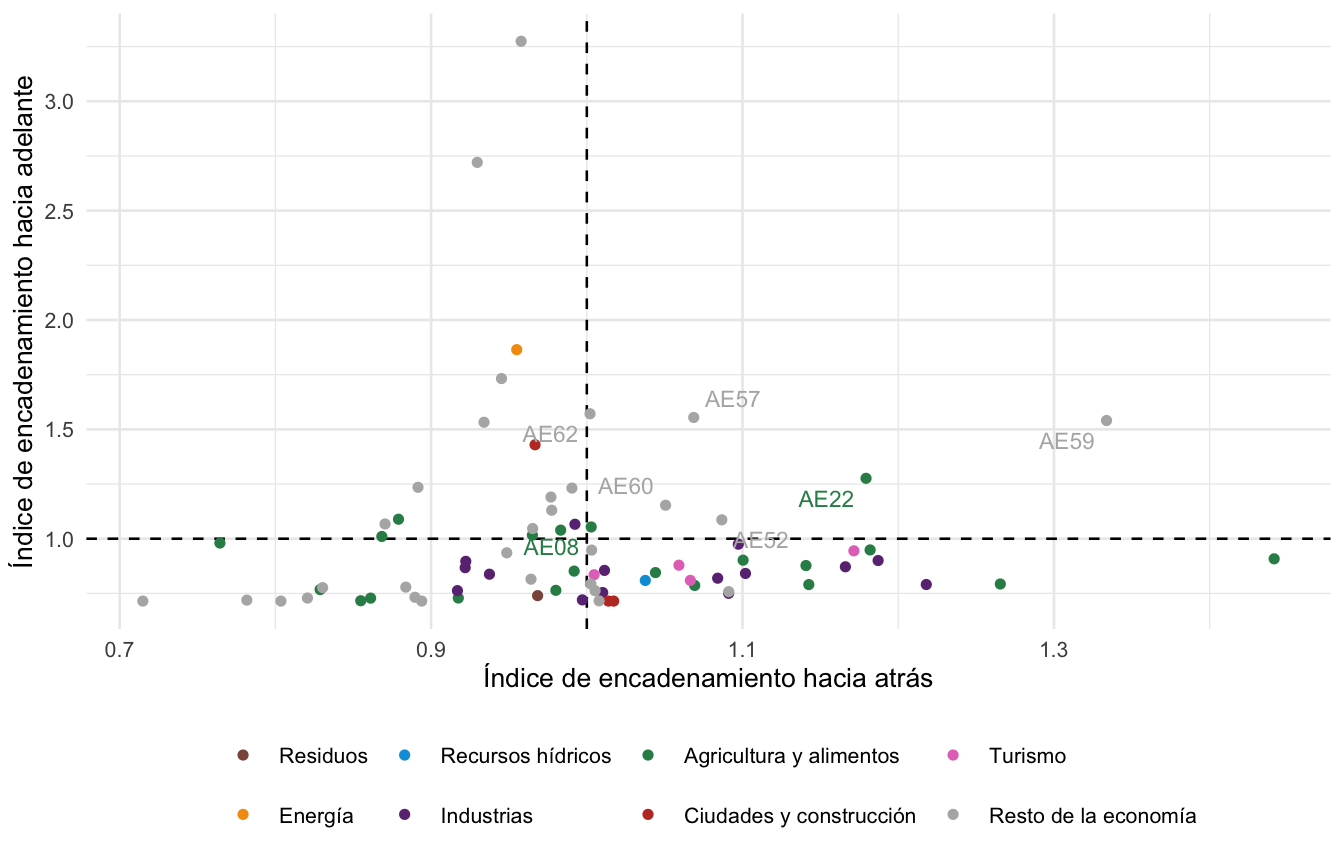 Índice de encadenamiento hacia adelante
3.0
2.5
2.0
1.5
1.0
AE57
AE62
AE59
AE60
AE22
AE52
AE08
0.7
0.9
1.1
1.3
Índice de encadenamiento hacia atrás
Residuos
Recursos hídricos
Agricultura y alimentos
Turismo
Energía
Industrias
Ciudades y construcción
Resto de la economía